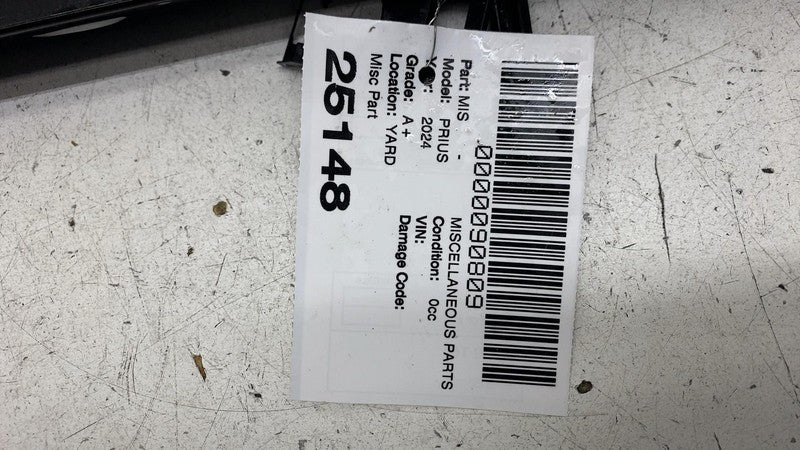 0000090809
Part: MIS - MISCELLANEOUS PARTS
Model: PRIUS Condition: 0cc
Year: 2024 VIN:
Grade: A+ Damage Code:
Location: YARD
Misc Part
25148